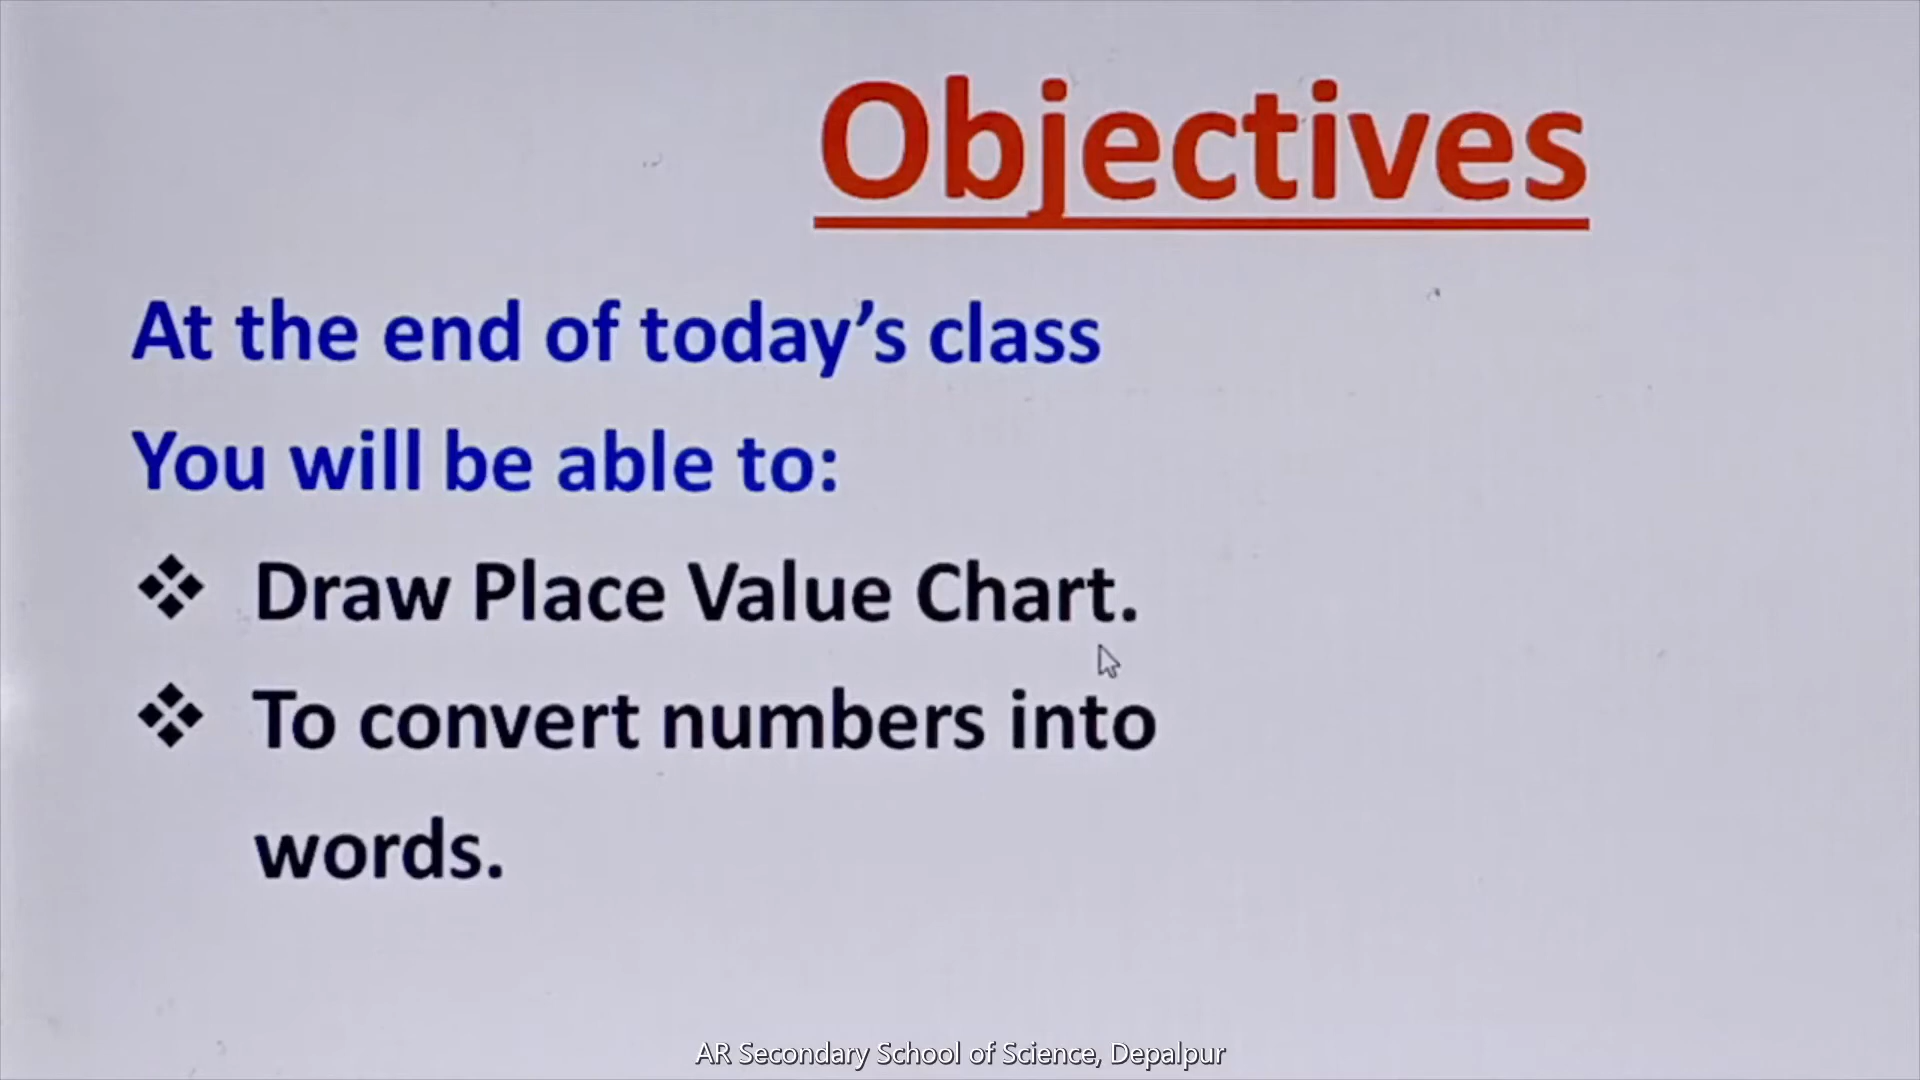 Objectives
At the end of today’s class
You will be able to:
❖ Draw Place Value Chart.
❖ To convert numbers into
words.
AR Secondary School of Science, Depalpur